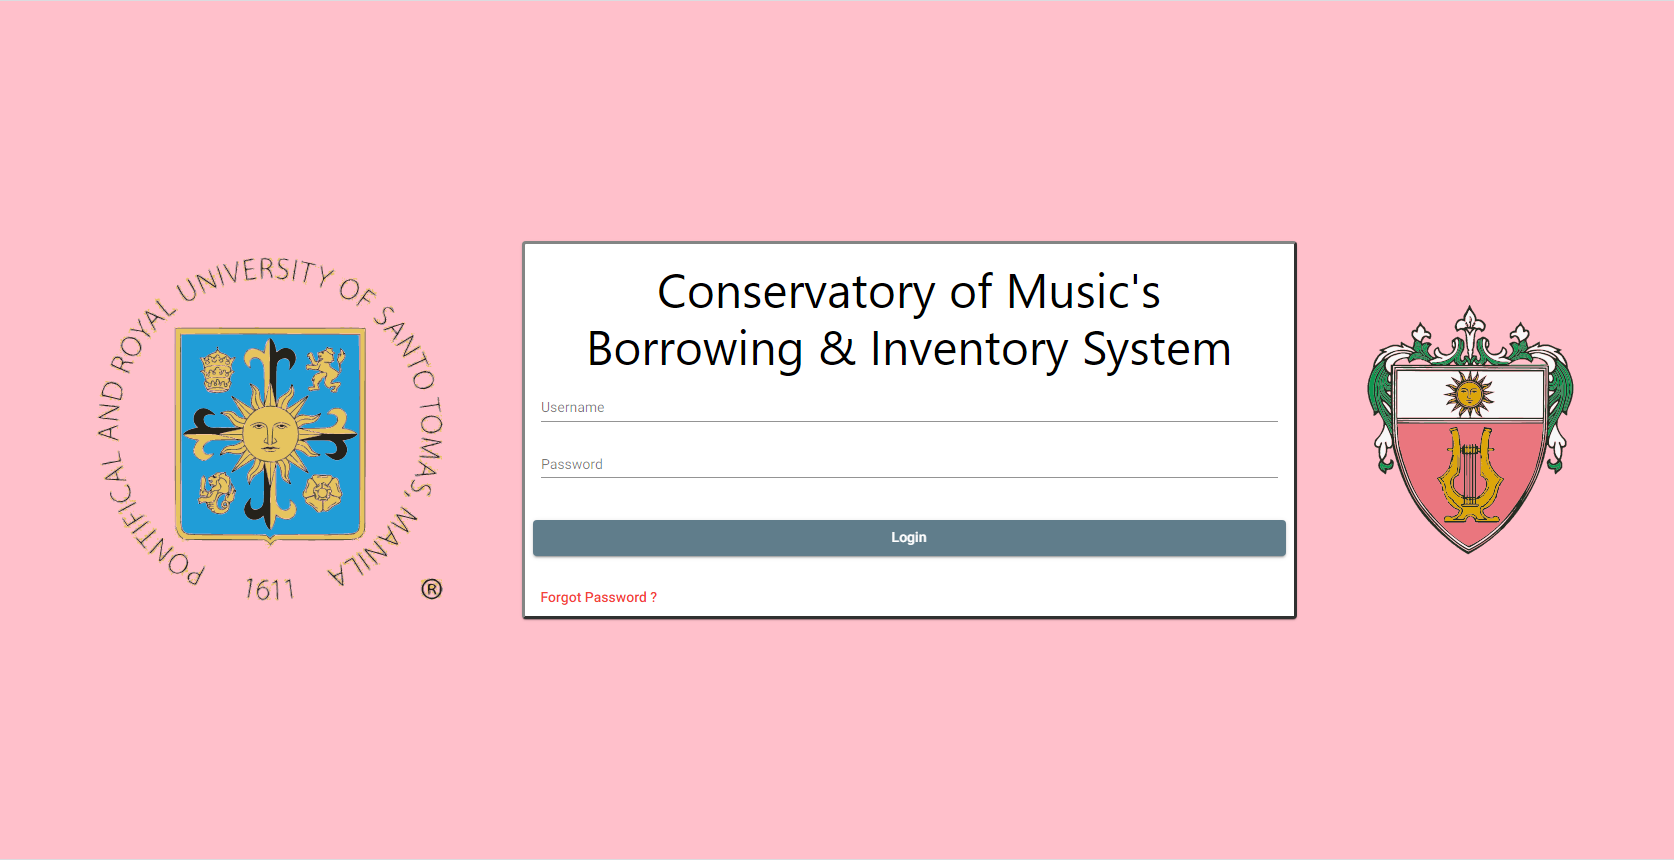 PONTIFICAL AND ROYAL UNIVERSITY OF SANTO TOMAS, MANILA
1611
®
Conservatory of Music's
Borrowing & Inventory System
Username
Password
Login
Forgot Password ?